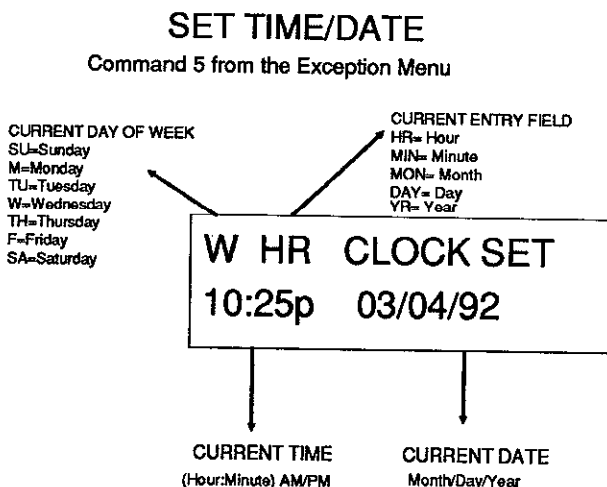 SET TIME/DATE
Command 5 from the Exception Menu
CURRENT DAY OF WEEK
SU=Sunday
M=Monday
TU=Tuesday
W=Wednesday
TH=Thursday
F=Friday
SA=Saturday
CURRENT ENTRY FIELD
HR= Hour
MIN= Minute
MON= Month
DAY= Day
YR= Year
W HR CLOCK SET
10:25p 03/04/92
CURRENT TIME
(Hour:Minute) AM/PM
CURRENT DATE
Month/Day/Year